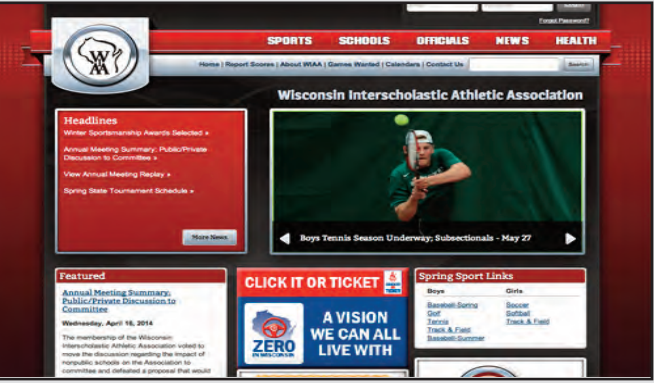 Forgot Password?
SPORTS SCHOOLS OFFICIALS NEWS HEALTH
Home | Report Scores | About WIAA | Games Wanted | Calendars | Contact Us
Search
WIAA
Wisconsin Interscholastic Athletic Association
Headlines
Winter Sportsmanship Awards Selected »
Annual Meeting Summary; Public/Private
Discussion to Committee »
View Annual Meeting Replay »
Spring State Tournament Schedule »
More News
Boys Tennis Season Underway; Subsectionals - May 27
Featured
Annual Meeting Summary;
Public/Private Discussion to
Committee
Wednesday, April 16, 2014
The membership of the Wisconsin
Interscholastic Athletic Association voted to
move the discussion regarding the impact of
nonpublic schools on the Association to
committee and defeated a proposal that would
CLICK IT OR TICKET
ZERO
IN WISCONSIN
A VISION
WE CAN ALL
LIVE WITH
Spring Sport Links
Boys Girls
Baseball-Spring Soccer
Golf Softball
Tennis Track & Field
Track & Field
Baseball-Summer